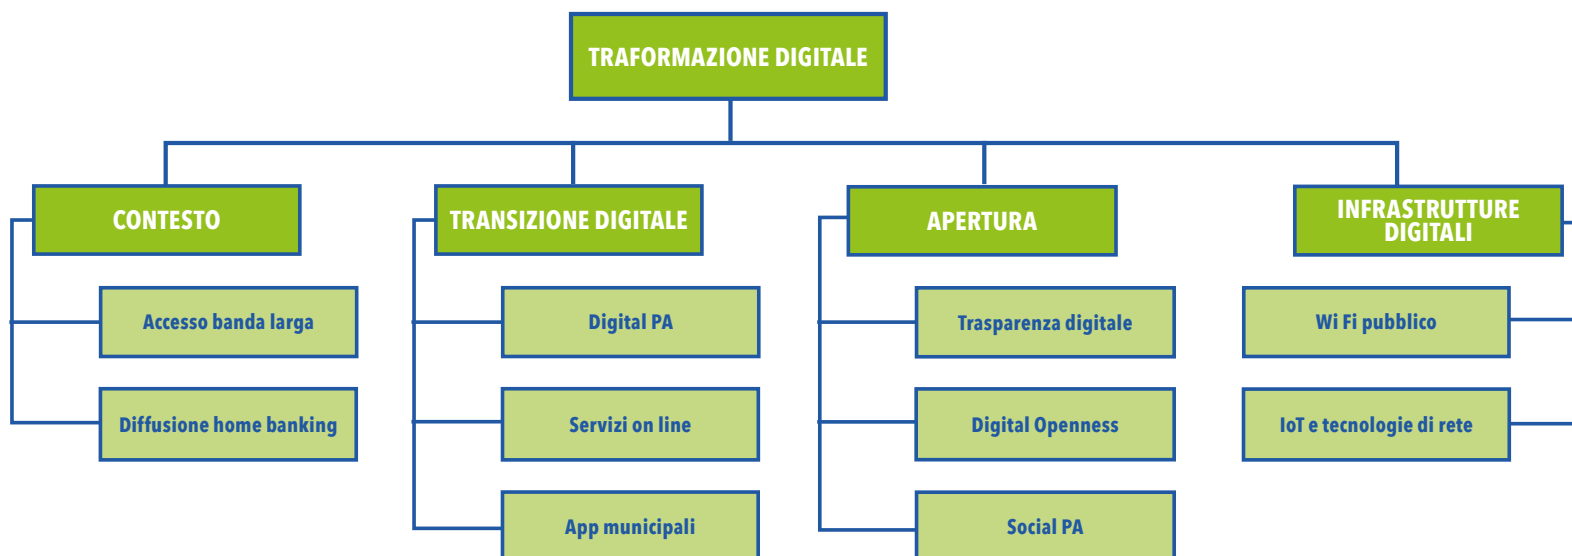 TRAFORMAZIONE DIGITALE
CONTESTO
Accesso banda larga
Diffusione home banking
TRANSIZIONE DIGITALE
Digital PA
Servizi on line
App municipali
APERTURA
Trasparenza digitale
Digital Openness
Social PA
INFRASTRUTTURE
DIGITALI
Wi Fi pubblico
IoT e tecnologie di rete